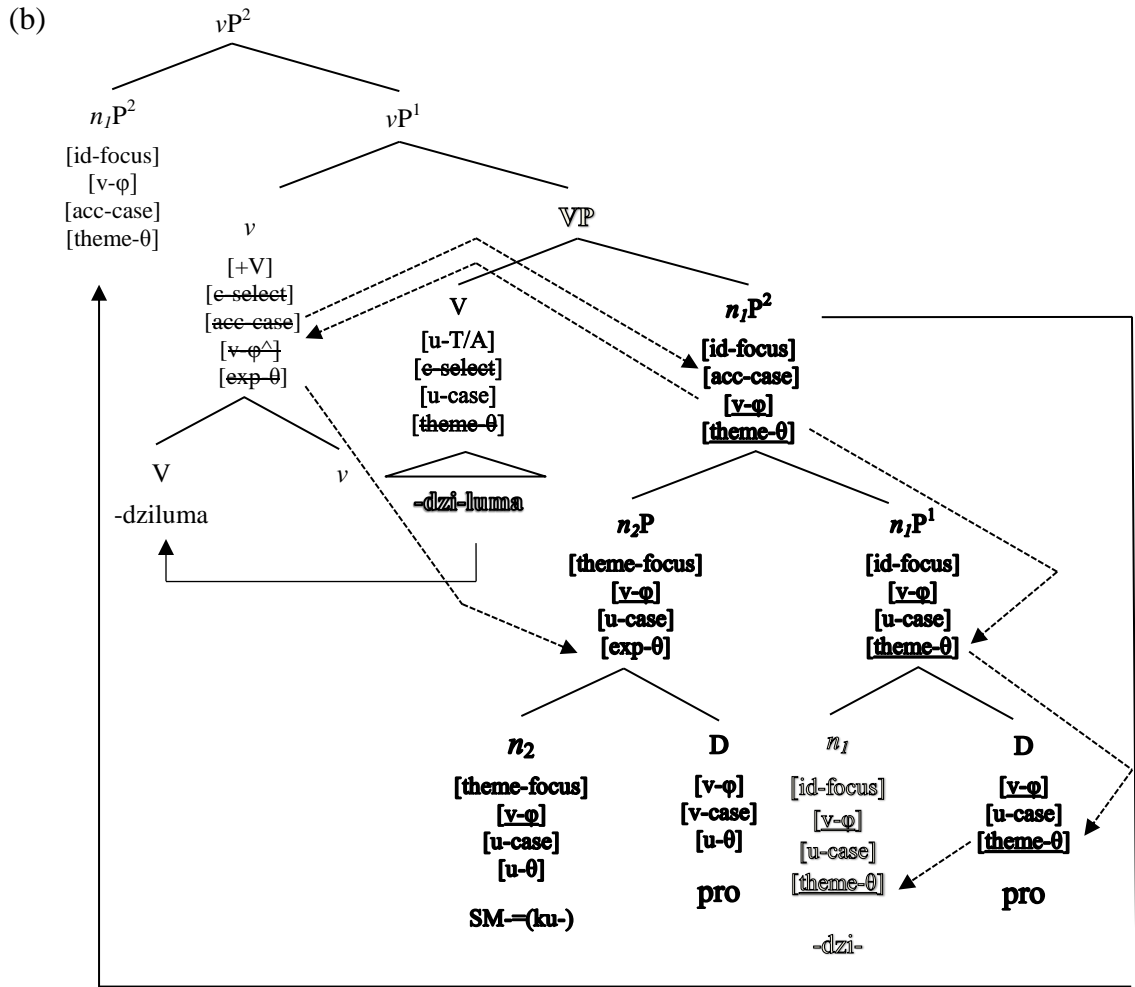 (b)
vP²
n₁P²
[id-focus]
[v-φ]
[acc-case]
[theme-θ]
vP¹
v
[+V]
[c-select]
[acc-case]
[v-φ^]
[exp-θ]
VP
V
[u-T/A]
[c-select]
[u-case]
[theme-θ]
n₁P²
[id-focus]
[acc-case]
[v-φ]
[theme-θ]
V
v
-dziluma
-dzi-luma
n₂P
[theme-focus]
[v-φ]
[u-case]
[exp-θ]
n₁P¹
[id-focus]
[v-φ]
[u-case]
[theme-θ]
n₂
[theme-focus]
[v-φ]
[u-case]
[u-θ]
SM-=(ku-)
D
[v-φ]
[v-case]
[u-θ]
pro
n₁
[id-focus]
[v-φ]
[u-case]
[theme-θ]
-dzi-
D
[v-φ]
[u-case]
[theme-θ]
pro